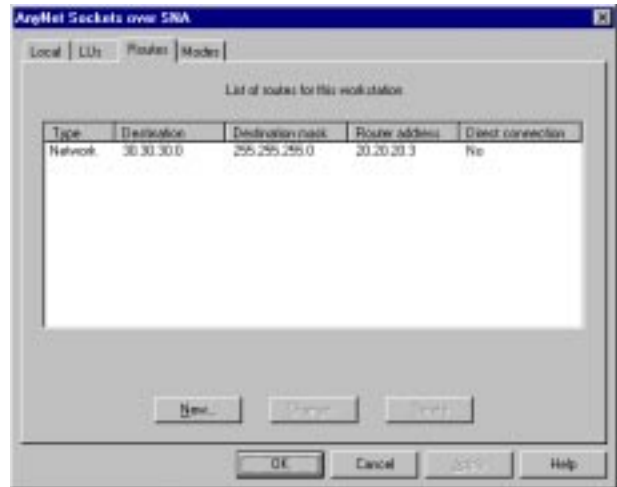 AnyNet Sockets over SNA
Local LUs Routes Modes
List of routes for this workstation
Type Destination Destination mask Router address Direct connection
Network 30.30.30.0 255.255.255.0 20.20.20.3 No
New... Change... Delete
OK Cancel Apply Help